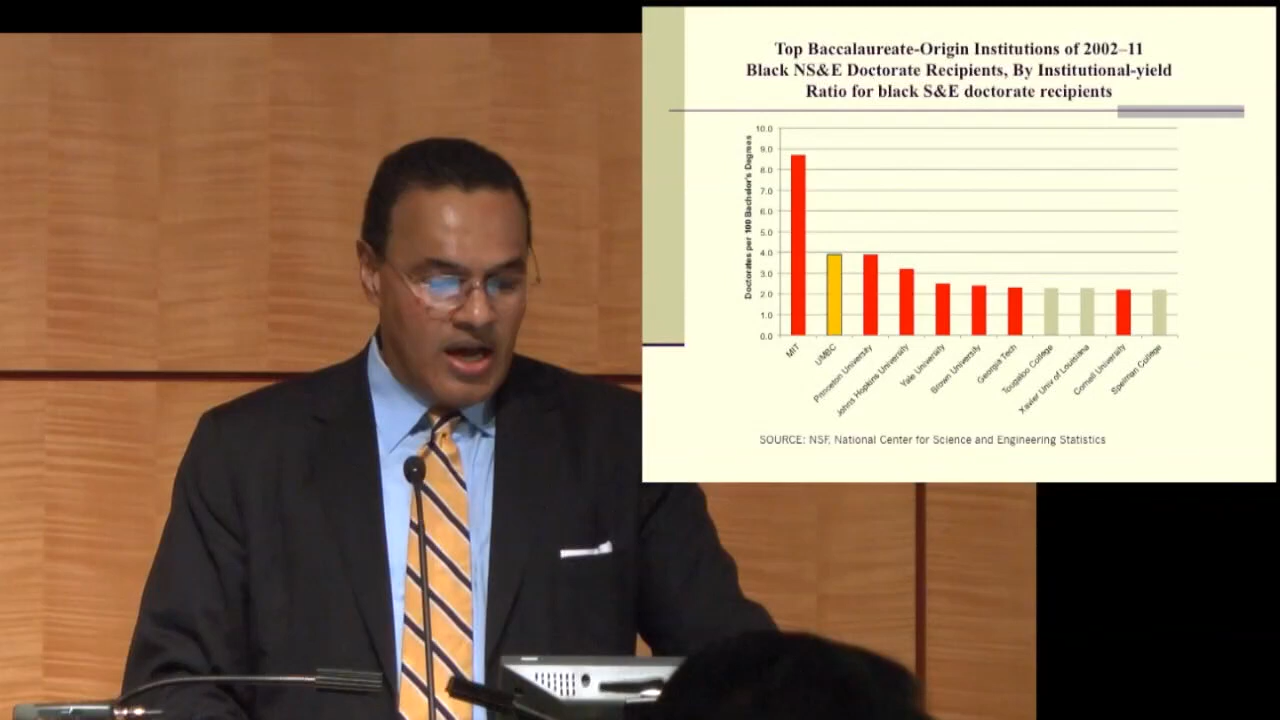 Top Baccalaureate-Origin Institutions of 2002–11
Black NS&E Doctorate Recipients, By Institutional-yield
Ratio for black S&E doctorate recipients
Doctorates per 100 Bachelor's Degrees
10.0
9.0
8.0
7.0
6.0
5.0
4.0
3.0
2.0
1.0
0.0
MIT
UMBC
Princeton University
Johns Hopkins University
Yale University
Brown University
Georgia Tech
Tougaloo College
Xavier Univ of Louisiana
Cornell University
Spelman College
SOURCE: NSF, National Center for Science and Engineering Statistics